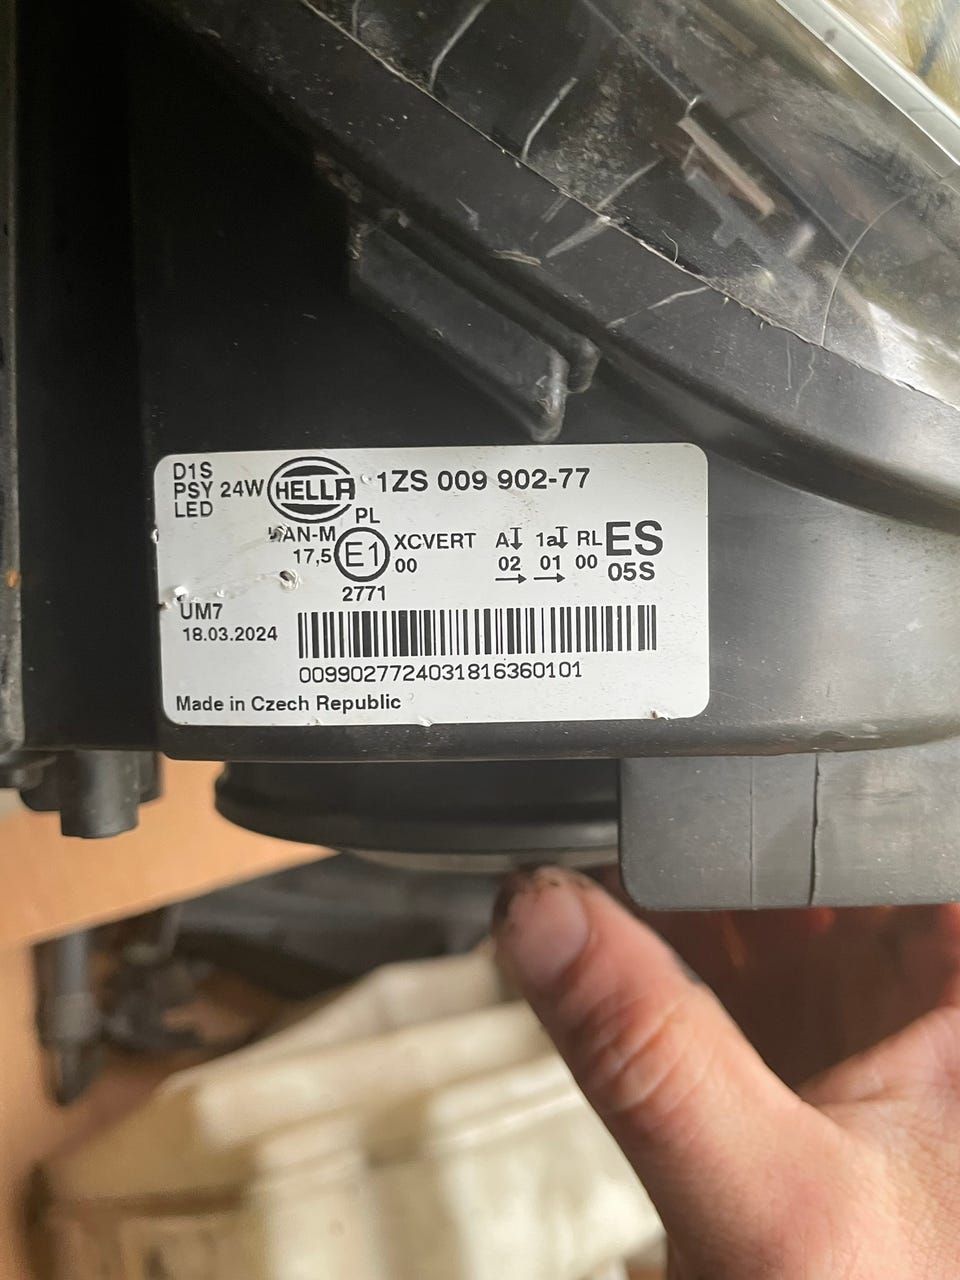 D1S
PSY 24W HELLA 1ZS 009 902-77
LED
PL
XCVERT A 1a RL ES
17,5 E1 00 02 01 00 05S
2771
UM7
18.03.2024
0099027724031816360101
Made in Czech Republic